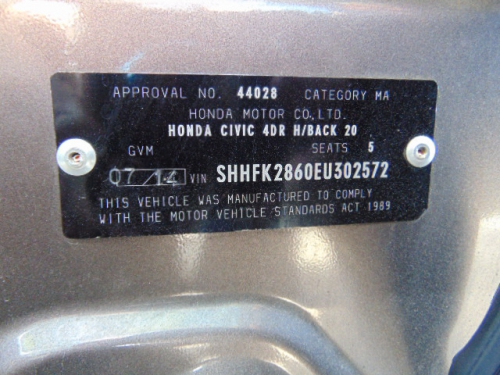 APPROVAL NO. 44028 CATEGORY MA
HONDA MOTOR CO.,LTD.
HONDA CIVIC 4DR H/BACK 20
GVM SEATS 5
07/14 VIN SHHFK2860EU302572
THIS VEHICLE WAS MANUFACTURED TO COMPLY
WITH THE MOTOR VEHICLE STANDARDS ACT 1989